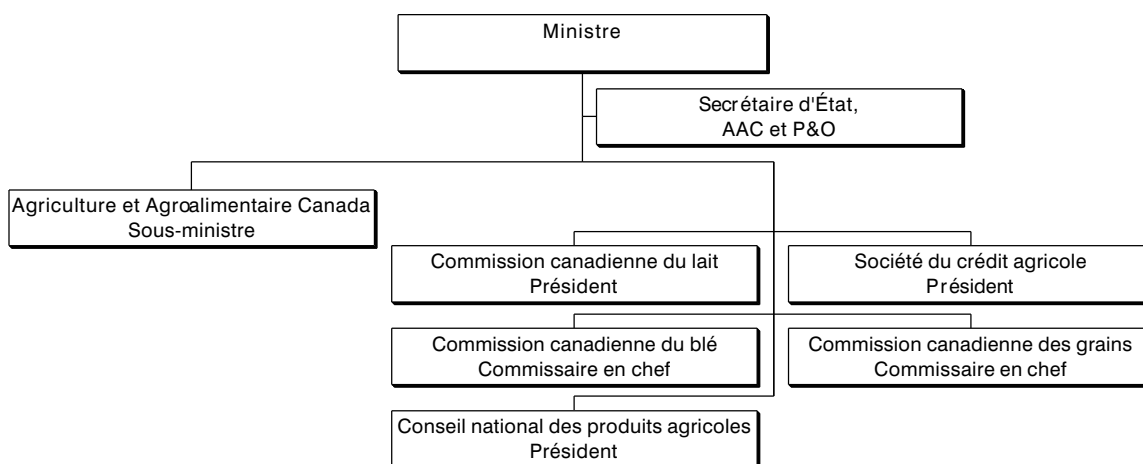 Ministre
Secrétaire d'État,
AAC et P&O
Agriculture et Agroalimentaire Canada
Sous-ministre
Commission canadienne du lait
Président
Société du crédit agricole
Président
Commission canadienne du blé
Commissaire en chef
Commission canadienne des grains
Commissaire en chef
Conseil national des produits agricoles
Président